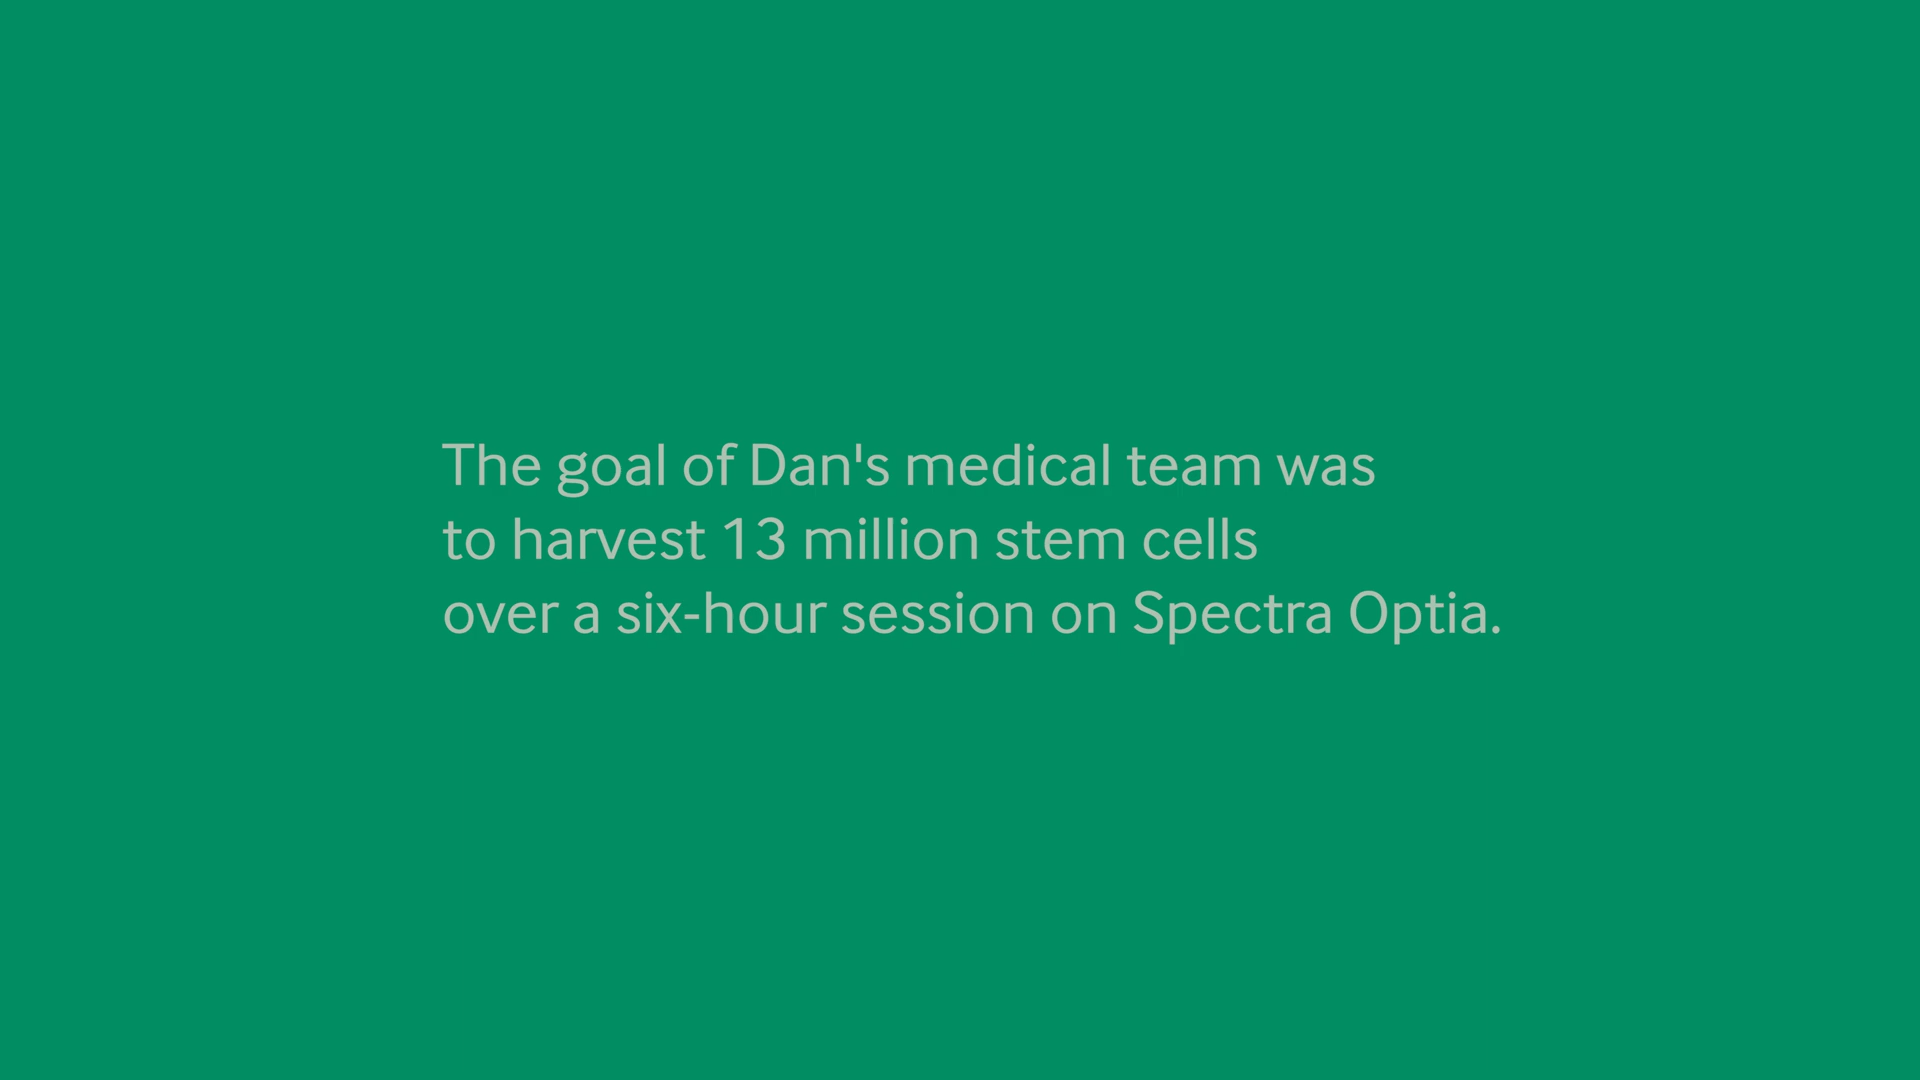 The goal of Dan's medical team was
to harvest 13 million stem cells
over a six-hour session on Spectra Optia.